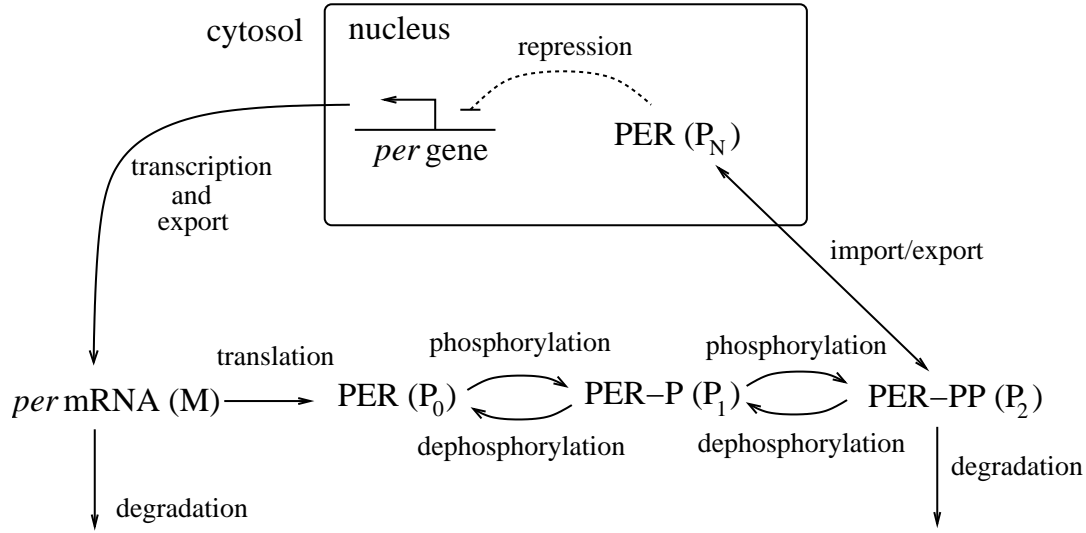 cytosol
nucleus
repression
per gene
PER (P_N)
transcription
and
export
import/export
translation
phosphorylation
phosphorylation
per mRNA (M)
PER (P_0)
PER–P (P_1)
PER–PP (P_2)
dephosphorylation
dephosphorylation
degradation
degradation